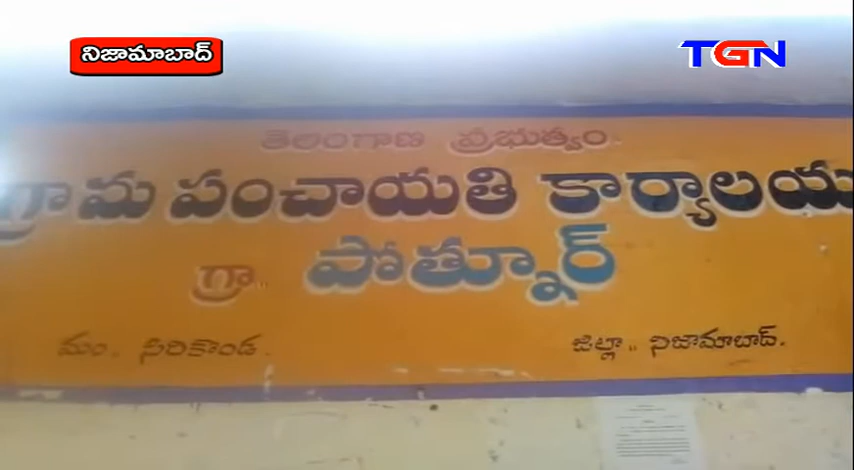 నిజామాబాద్
TGN
తెలంగాణ ప్రభుత్వం.
గ్రామ పంచాయతి కార్యాలయ
గ్రా.. పోత్నూర్
మం.. సిరికొండ.
జిల్లా.. నిజామాబాద్.